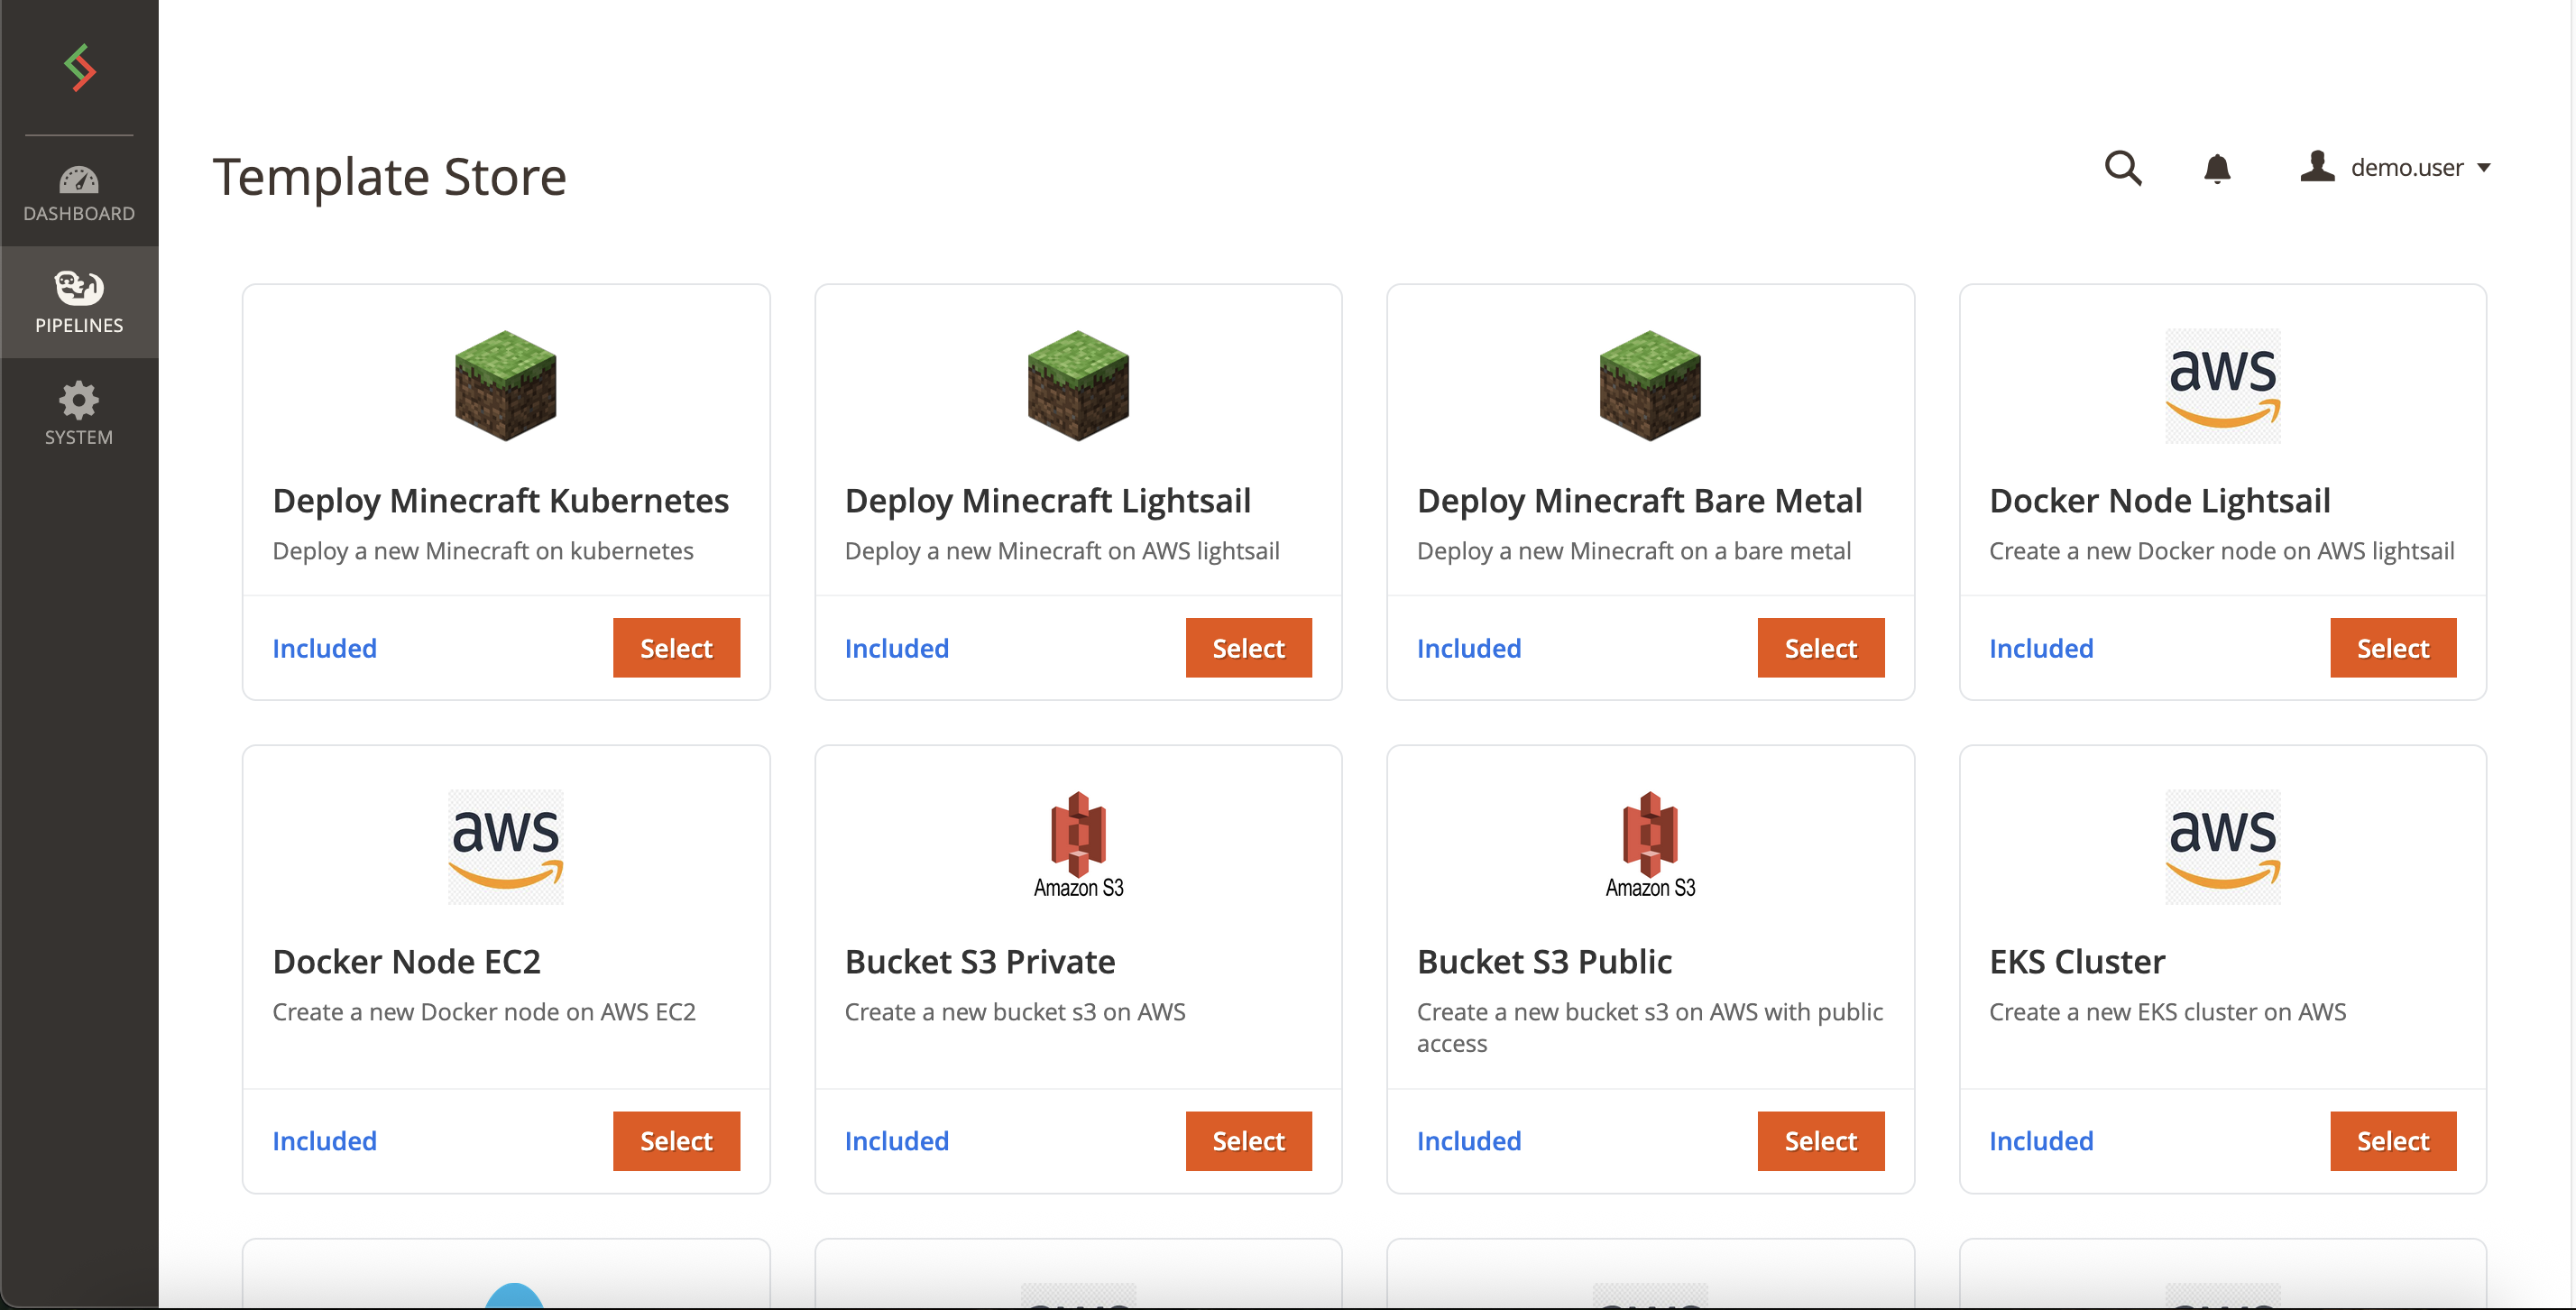 DASHBOARD
PIPELINES
SYSTEM
Template Store
demo.user
aws
Deploy Minecraft Kubernetes
Deploy a new Minecraft on kubernetes
Included
Select
Deploy Minecraft Lightsail
Deploy a new Minecraft on AWS lightsail
Included
Select
Deploy Minecraft Bare Metal
Deploy a new Minecraft on a bare metal
Included
Select
Docker Node Lightsail
Create a new Docker node on AWS lightsail
Included
Select
aws
Docker Node EC2
Create a new Docker node on AWS EC2
Included
Select
Amazon S3
Bucket S3 Private
Create a new bucket s3 on AWS
Included
Select
Amazon S3
Bucket S3 Public
Create a new bucket s3 on AWS with public
access
Included
Select
aws
EKS Cluster
Create a new EKS cluster on AWS
Included
Select